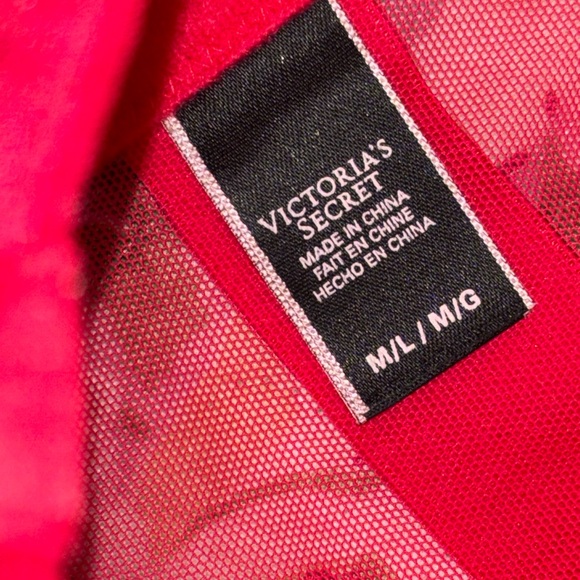 VICTORIA'S
SECRET
MADE IN CHINA
FAIT EN CHINE
HECHO EN CHINA
M/L / M/G